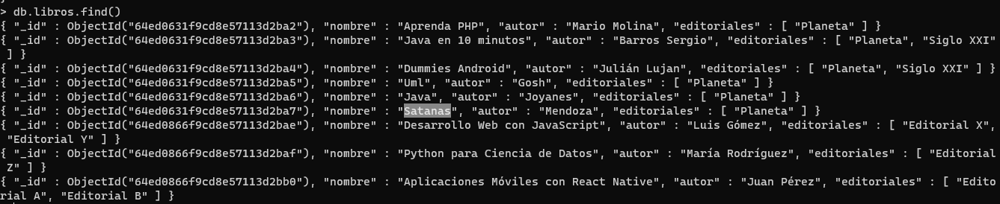 > db.libros.find()
{ "_id" : ObjectId("64ed0631f9cd8e57113d2ba2"), "nombre" : "Aprenda PHP", "autor" : "Mario Molina", "editoriales" : [ "Planeta" ] }
{ "_id" : ObjectId("64ed0631f9cd8e57113d2ba3"), "nombre" : "Java en 10 minutos", "autor" : "Barros Sergio", "editoriales" : [ "Planeta", "Siglo XXI"
 ] }
{ "_id" : ObjectId("64ed0631f9cd8e57113d2ba4"), "nombre" : "Dummies Android", "autor" : "Julián Lujan", "editoriales" : [ "Planeta", "Siglo XXI" ] }
{ "_id" : ObjectId("64ed0631f9cd8e57113d2ba5"), "nombre" : "Uml", "autor" : "Gosh", "editoriales" : [ "Planeta" ] }
{ "_id" : ObjectId("64ed0631f9cd8e57113d2ba6"), "nombre" : "Java", "autor" : "Joyanes", "editoriales" : [ "Planeta" ] }
{ "_id" : ObjectId("64ed0631f9cd8e57113d2ba7"), "nombre" : "Satanas", "autor" : "Mendoza", "editoriales" : [ "Planeta" ] }
{ "_id" : ObjectId("64ed0866f9cd8e57113d2bae"), "nombre" : "Desarrollo Web con JavaScript", "autor" : "Luis Gómez", "editoriales" : [ "Editorial X",
 "Editorial Y" ] }
{ "_id" : ObjectId("64ed0866f9cd8e57113d2baf"), "nombre" : "Python para Ciencia de Datos", "autor" : "María Rodríguez", "editoriales" : [ "Editorial
 Z" ] }
{ "_id" : ObjectId("64ed0866f9cd8e57113d2bb0"), "nombre" : "Aplicaciones Móviles con React Native", "autor" : "Juan Pérez", "editoriales" : [ "Edito
rial A", "Editorial B" ] }